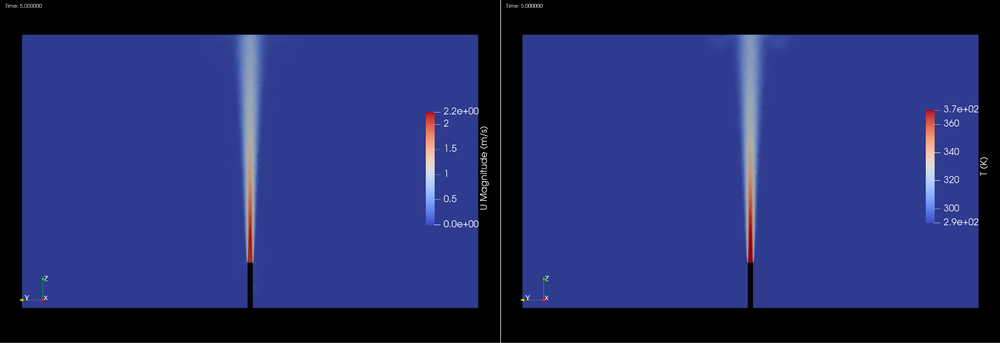 Time: 5.000000
2.2e+00
2
1.5
1
0.5
0.0e+00
U Magnitude (m/s)
Z
Y
X
Time: 5.000000
3.7e+02
360
340
320
300
2.9e+02
T (K)
Z
Y
X